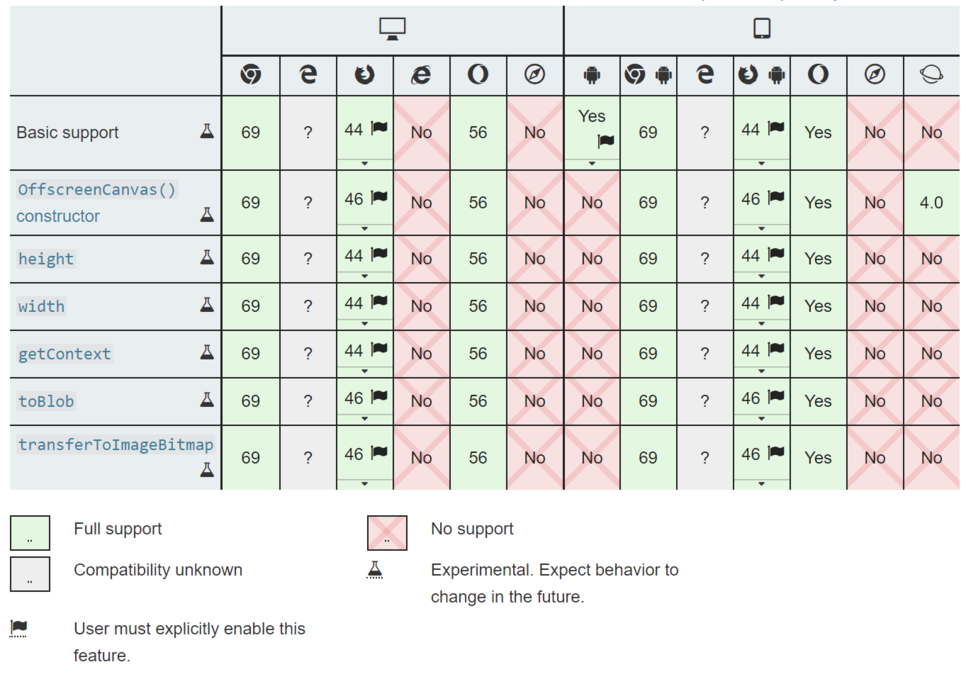 Basic support 69 ? 44 No 56 No Yes 69 ? 44 Yes No No
OffscreenCanvas()
constructor 69 ? 46 No 56 No No 69 ? 46 Yes No 4.0
height 69 ? 44 No 56 No No 69 ? 44 Yes No No
width 69 ? 44 No 56 No No 69 ? 44 Yes No No
getContext 69 ? 44 No 56 No No 69 ? 44 Yes No No
toBlob 69 ? 46 No 56 No No 69 ? 46 Yes No No
transferToImageBitmap 69 ? 46 No 56 No No 69 ? 46 Yes No No
.. Full support
.. No support
.. Compatibility unknown
Experimental. Expect behavior to
change in the future.
User must explicitly enable this
feature.